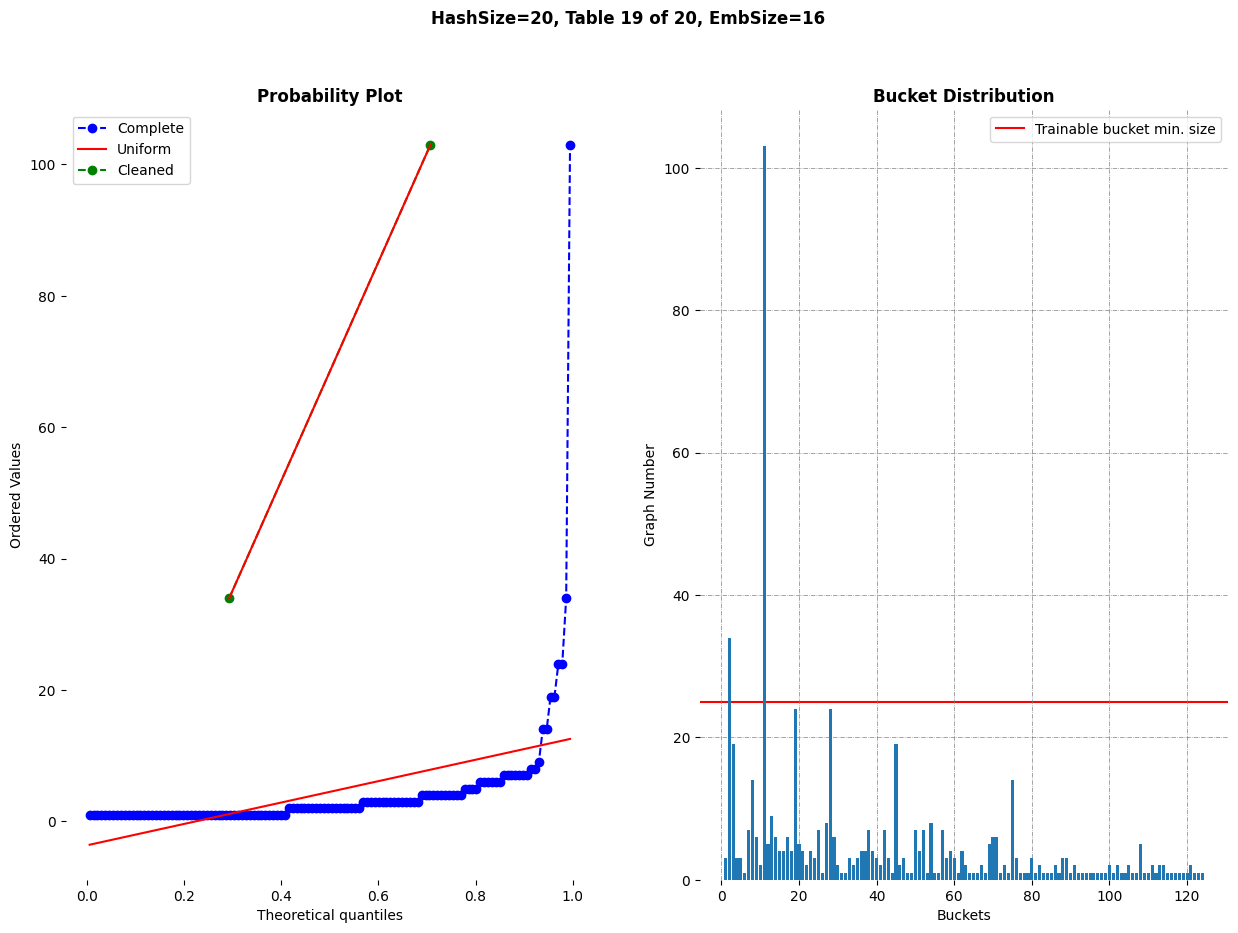 HashSize=20, Table 19 of 20, EmbSize=16
Probability Plot
Complete
Uniform
Cleaned
100
80
60
40
20
0
Ordered Values
0.0
0.2
0.4
0.6
0.8
1.0
Theoretical quantiles
Bucket Distribution
Trainable bucket min. size
100
80
60
40
20
0
Graph Number
0
20
40
60
80
100
120
Buckets